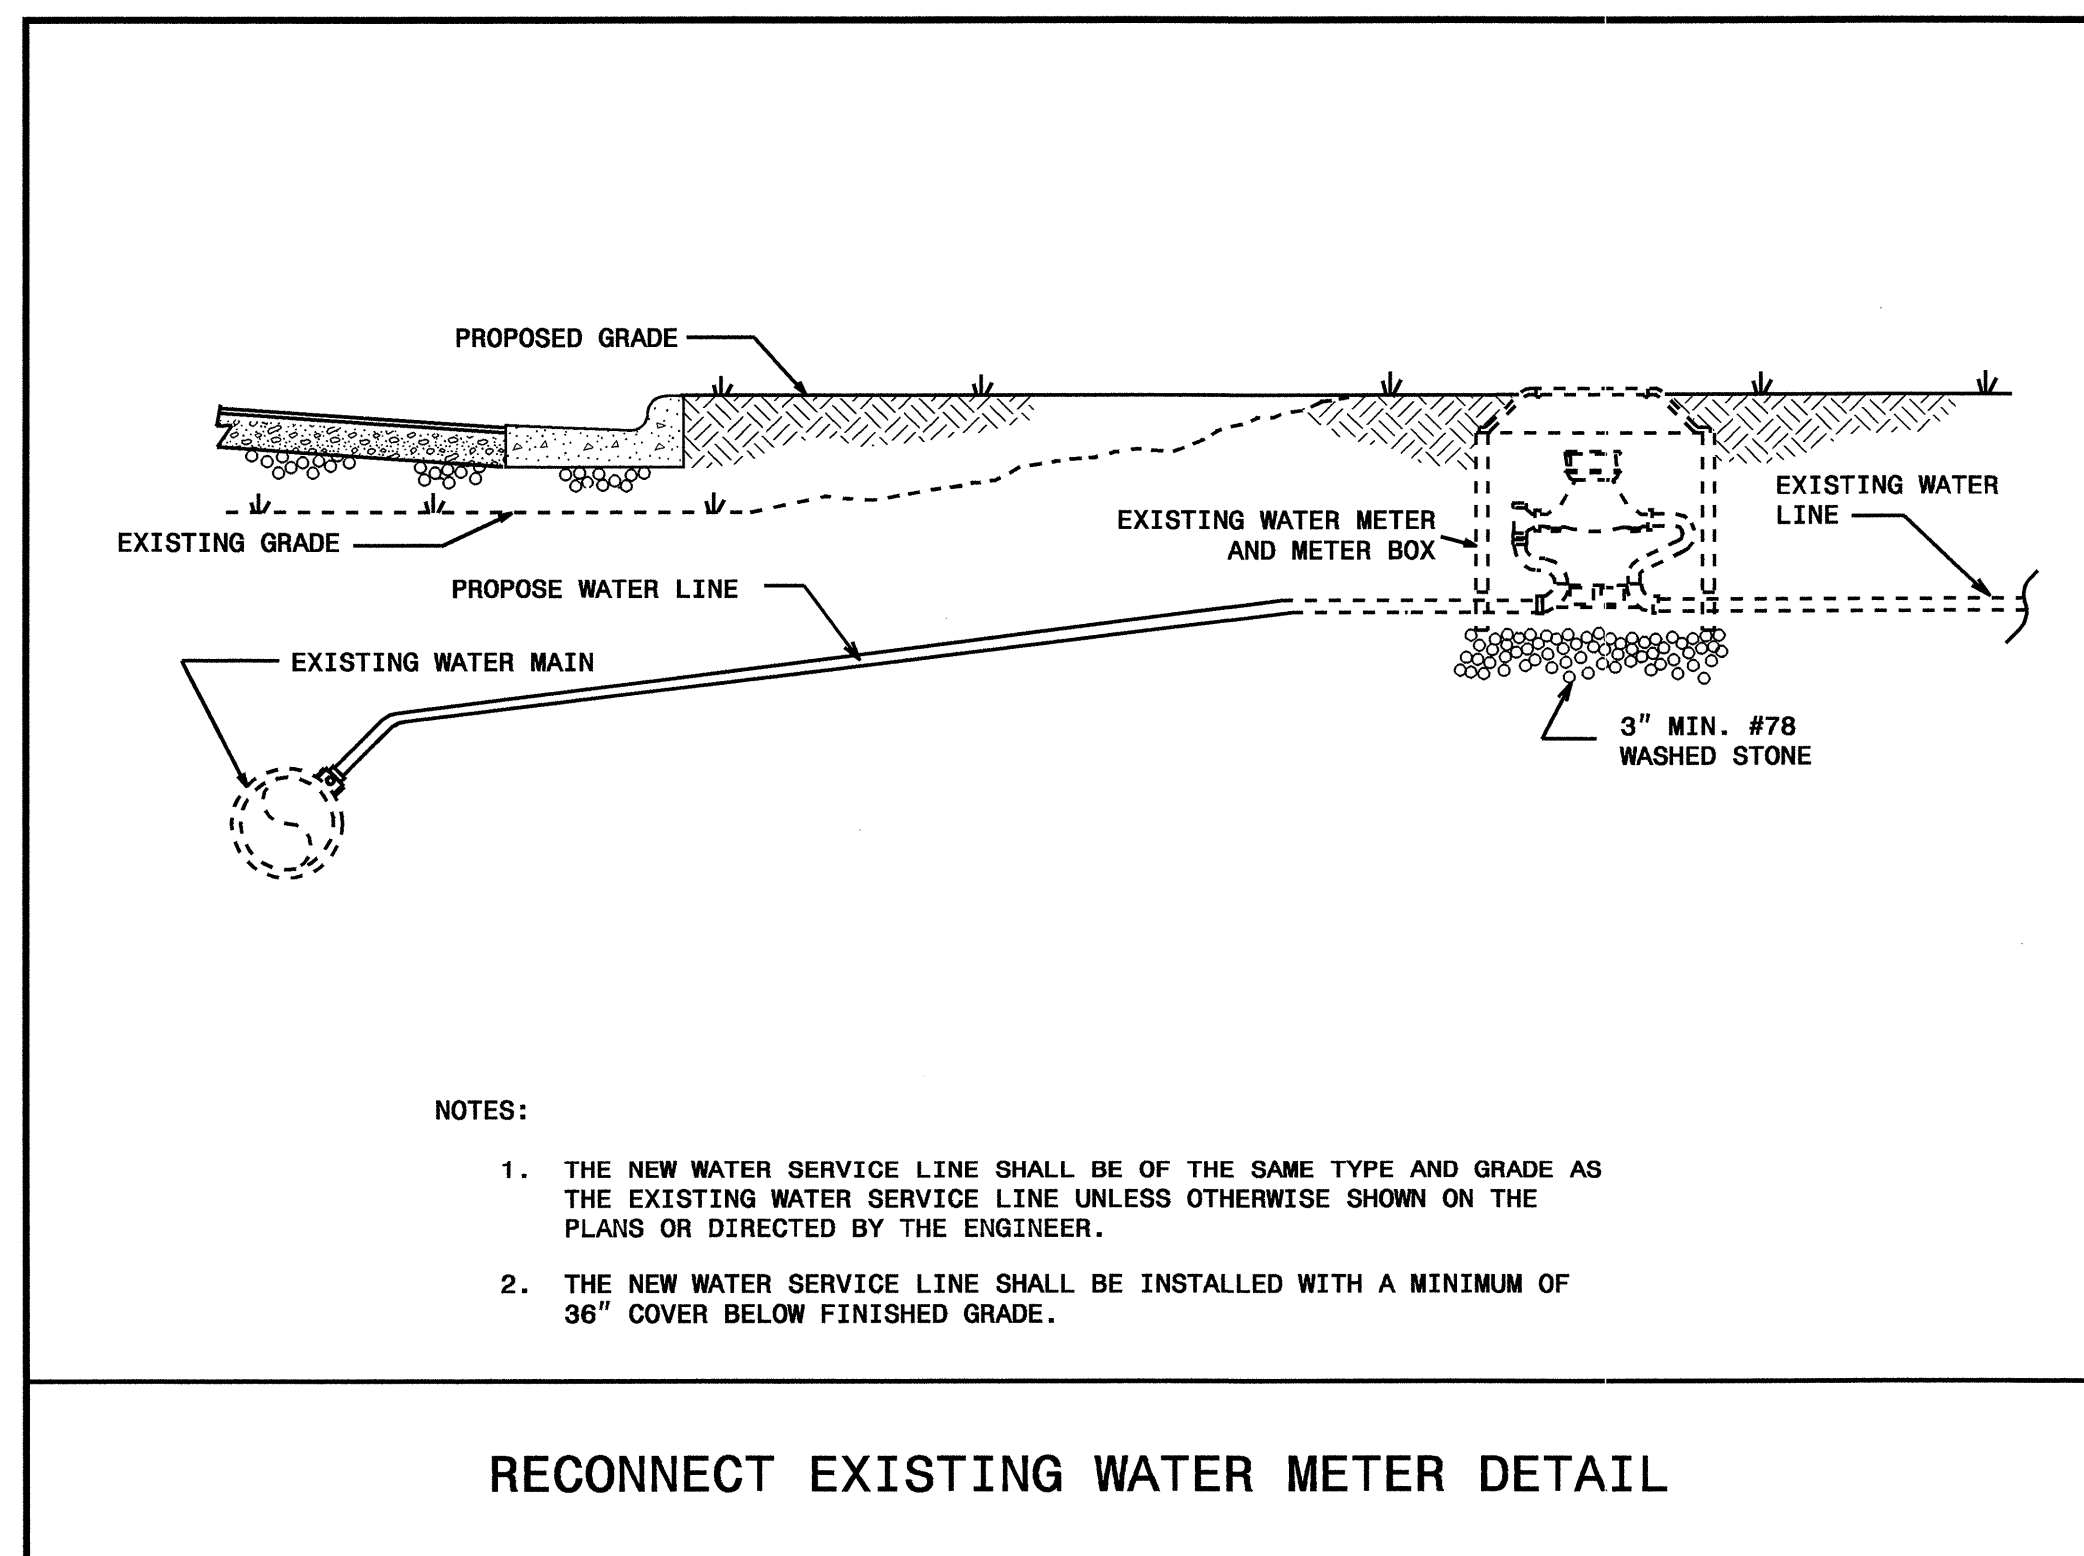 PROPOSED GRADE
EXISTING GRADE
EXISTING WATER METER
AND METER BOX
EXISTING WATER
LINE
PROPOSE WATER LINE
EXISTING WATER MAIN
3" MIN. #78
WASHED STONE
NOTES:
1. THE NEW WATER SERVICE LINE SHALL BE OF THE SAME TYPE AND GRADE AS
THE EXISTING WATER SERVICE LINE UNLESS OTHERWISE SHOWN ON THE
PLANS OR DIRECTED BY THE ENGINEER.
2. THE NEW WATER SERVICE LINE SHALL BE INSTALLED WITH A MINIMUM OF
36" COVER BELOW FINISHED GRADE.
RECONNECT EXISTING WATER METER DETAIL